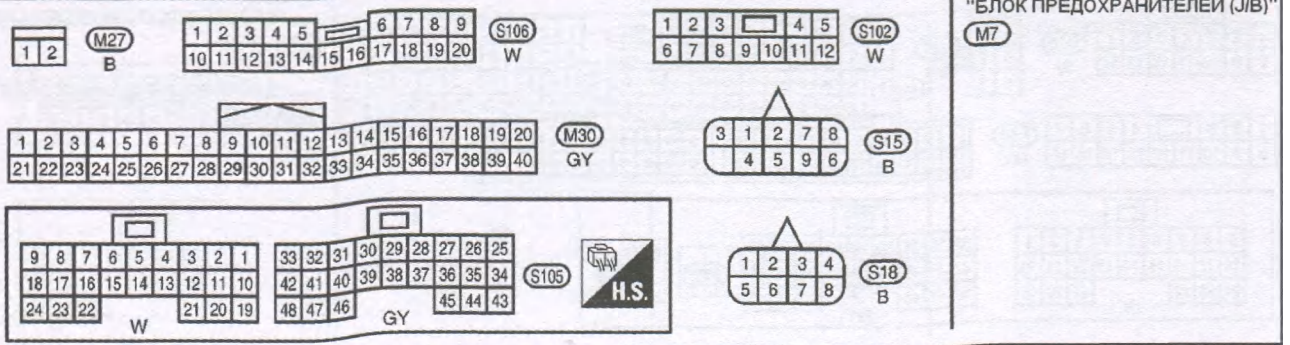 "БЛОК ПРЕДОХРАНИТЕЛЕЙ (J/B)"
1 2
M27
B
1 2 3 4 5 6 7 8 9
10 11 12 13 14 15 16 17 18 19 20
S106
W
1 2 3 4 5
6 7 8 9 10 11 12
S102
W
M7
1 2 3 4 5 6 7 8 9 10 11 12 13 14 15 16 17 18 19 20
21 22 23 24 25 26 27 28 29 30 31 32 33 34 35 36 37 38 39 40
M30
GY
3 1 2 7 8
4 5 9 6
S15
B
9 8 7 6 5 4 3 2 1
18 17 16 15 14 13 12 11 10
24 23 22 21 20 19
W
33 32 31 30 29 28 27 26 25
42 41 40 39 38 37 36 35 34
48 47 46 45 44 43
GY
S105
H.S.
1 2 3 4
5 6 7 8
S18
B